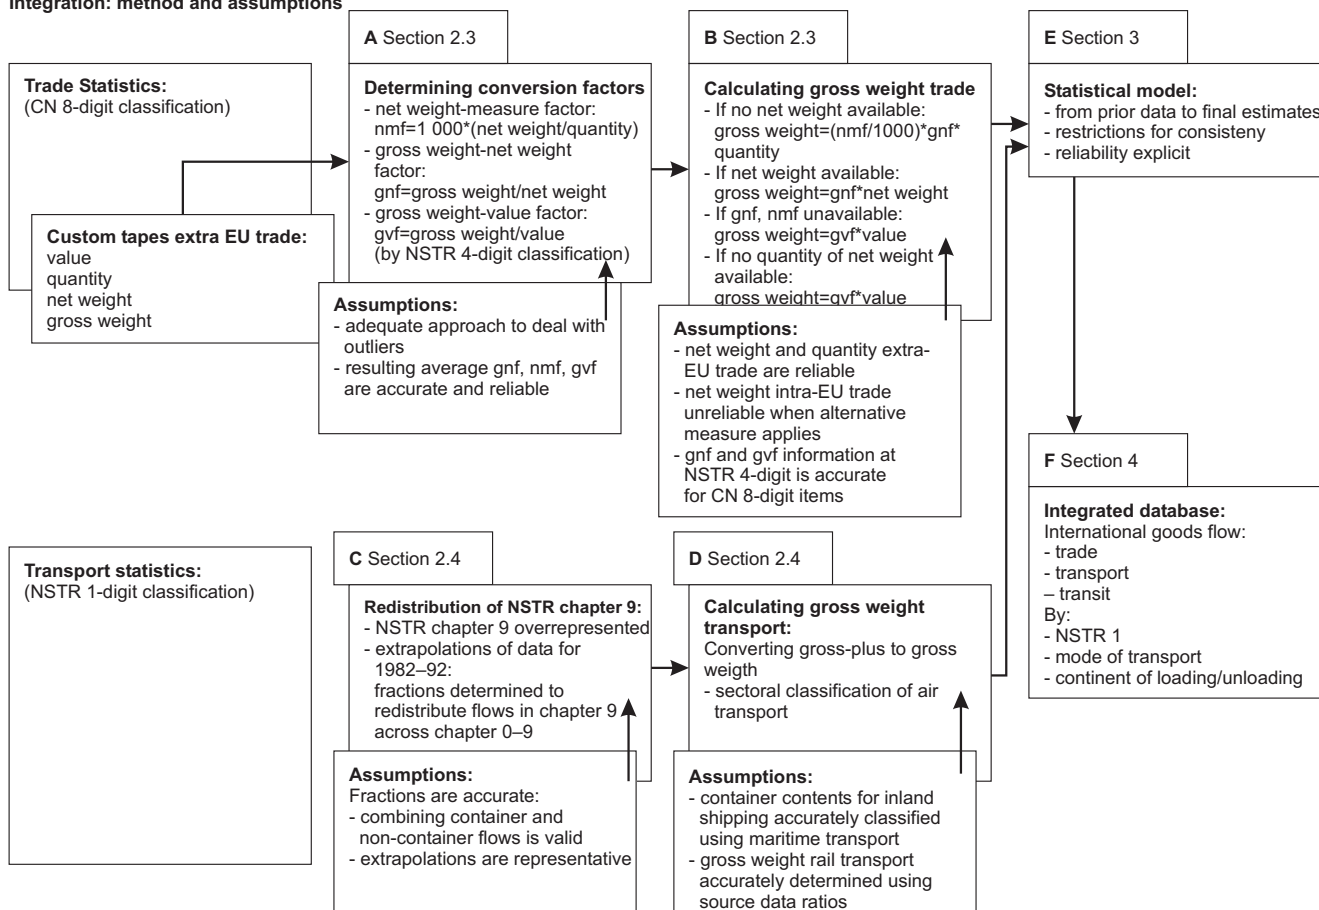 Integration: method and assumptions
Trade Statistics:
(CN 8-digit classification)
Custom tapes extra EU trade:
value
quantity
net weight
gross weight
A Section 2.3
Determining conversion factors
- net weight-measure factor:
nmf=1 000*(net weight/quantity)
- gross weight-net weight
factor:
gnf=gross weight/net weight
- gross weight-value factor:
gvf=gross weight/value
(by NSTR 4-digit classification)
Assumptions:
- adequate approach to deal with
outliers
- resulting average gnf, nmf, gvf
are accurate and reliable
B Section 2.3
Calculating gross weight trade
- If no net weight available:
gross weight=(nmf/1000)*gnf*
quantity
- If net weight available:
gross weight=gnf*net weight
- If gnf, nmf unavailable:
gross weight=gvf*value
- If no quantity of net weight
available:
gross weight=gvf*value
Assumptions:
- net weight and quantity extra-
EU trade are reliable
- net weight intra-EU trade
unreliable when alternative
measure applies
- gnf and gvf information at
NSTR 4-digit is accurate
for CN 8-digit items
E Section 3
Statistical model:
- from prior data to final estimates
- restrictions for consisteny
- reliability explicit
F Section 4
Integrated database:
International goods flow:
- trade
- transport
– transit
By:
- NSTR 1
- mode of transport
- continent of loading/unloading
Transport statistics:
(NSTR 1-digit classification)
C Section 2.4
Redistribution of NSTR chapter 9:
- NSTR chapter 9 overrepresented
- extrapolations of data for
1982–92:
fractions determined to
redistribute flows in chapter 9
across chapter 0–9
Assumptions:
Fractions are accurate:
- combining container and
non-container flows is valid
- extrapolations are representative
D Section 2.4
Calculating gross weight
transport:
Converting gross-plus to gross
weigth
- sectoral classification of air
transport
Assumptions:
- container contents for inland
shipping accurately classified
using maritime transport
- gross weight rail transport
accurately determined using
source data ratios